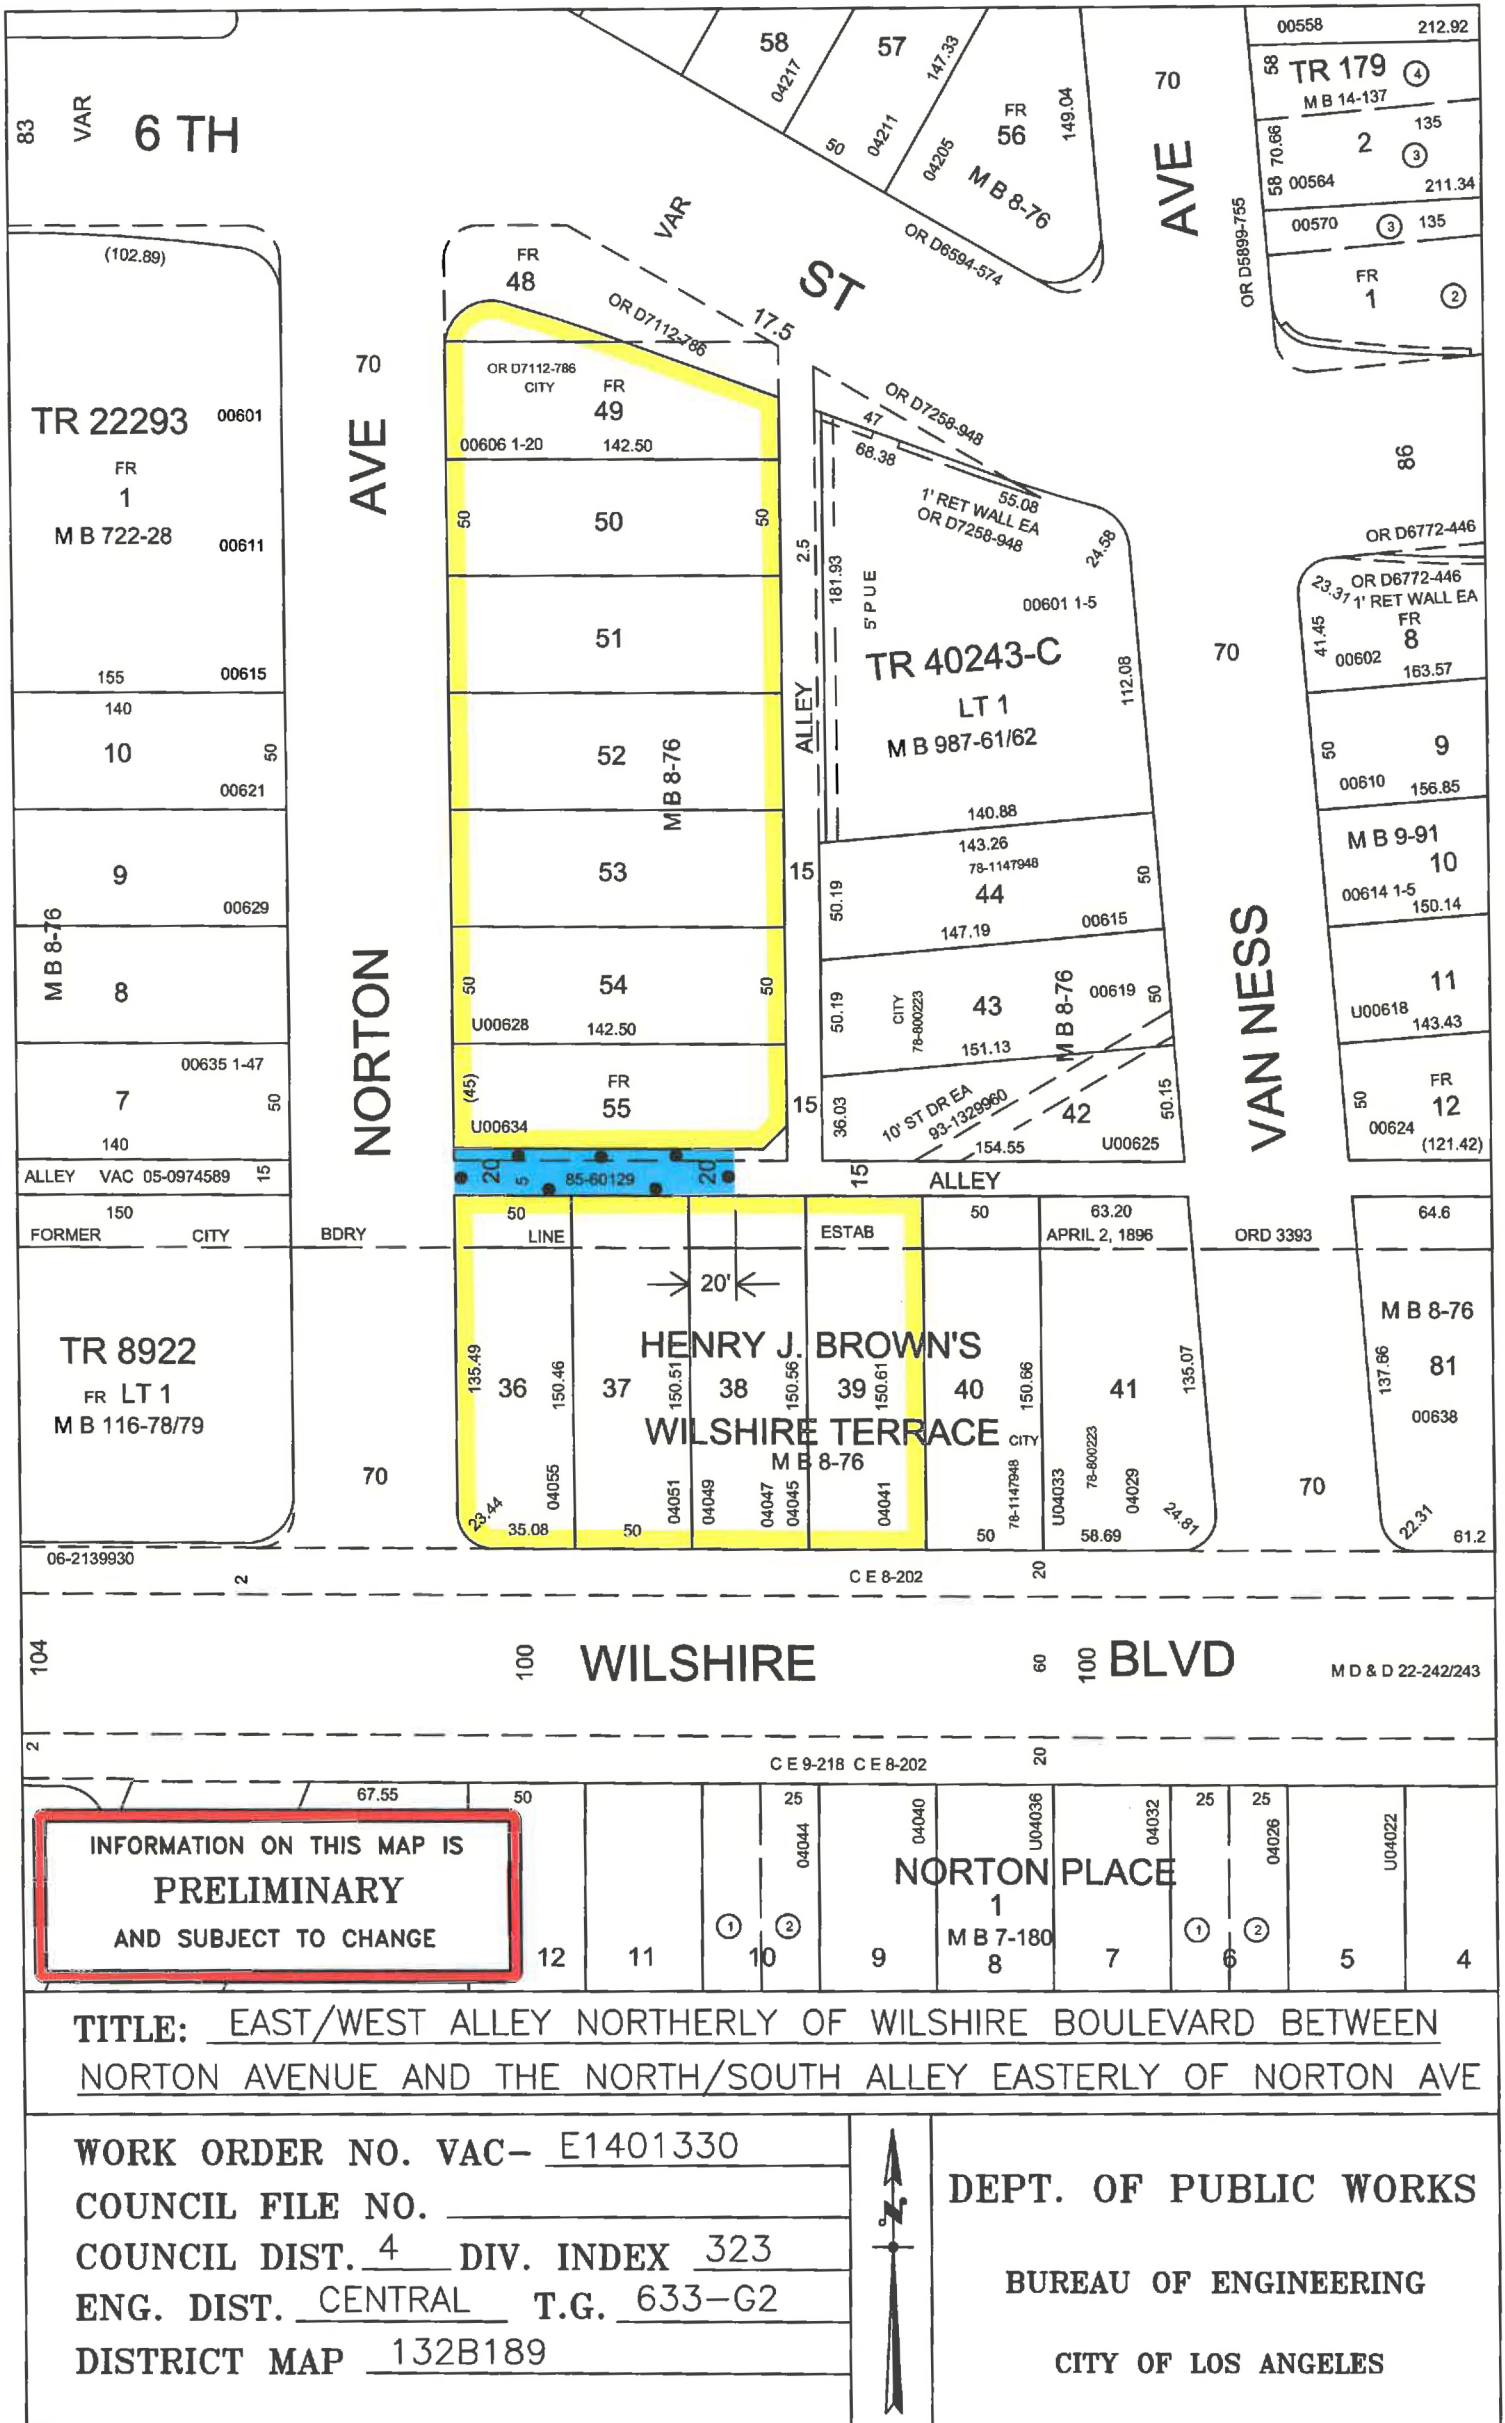 83
VAR
6 TH
58
04217
57
147.33
04211
50
FR
56
149.04
04205
M B 8-76
OR D6594-574
VAR
ST
70
AVE
00558
212.92
58
TR 179
4
M B 14-137
135
70.66
2
3
58
00564
211.34
00570
3
135
OR D5899-755
FR
1
2
(102.89)
FR
48
OR D7112-786
17.5
70
AVE
NORTON
TR 22293
00601
FR
1
M B 722-28
00611
155
00615
140
10
50
00621
9
00629
M B 8-76
8
00635 1-47
7
50
140
ALLEY
VAC 05-0974589
15
150
OR D7112-786
CITY
FR
49
00606 1-20
142.50
50
50
50
51
52
M B 8-76
53
50
54
50
U00628
142.50
(45)
FR
55
U00634
20
5
85-60129
20
OR D7258-948
47
68.38
55.08
1' RET WALL EA
OR D7258-948
24.58
2.5
181.93
5' PUE
00601 1-5
TR 40243-C
LT 1
M B 987-61/62
112.08
ALLEY
140.88
15
143.26
78-1147948
44
50
50.19
147.19
00615
50.19
CITY
78-800223
43
M B 8-76
00619
50
151.13
15
36.03
10' ST DR EA
93-1329960
42
50.15
154.55
U00625
15
ALLEY
86
OR D6772-446
23.31
OR D6772-446
1' RET WALL EA
FR
8
41.45
00602
163.57
70
50
9
00610
156.85
M B 9-91
10
00614 1-5
150.14
VAN NESS
11
U00618
143.43
50
FR
12
00624
(121.42)
FORMER
CITY
BDRY
LINE
ESTAB
APRIL 2, 1896
ORD 3393
50
50
63.20
64.6
20'
TR 8922
FR LT 1
M B 116-78/79
70
HENRY J. BROWN'S
WILSHIRE TERRACE
M B 8-76
135.49
36
150.46
37
150.51
38
150.56
39
150.61
40
150.66
41
135.07
CITY
78-1147948
78-800223
04055
04051
04049
04047
04045
04041
U04033
04029
23.44
35.08
50
50
58.69
24.81
70
M B 8-76
137.66
81
00638
22.31
61.2
06-2139930
2
C E 8-202
20
104
100
WILSHIRE
60
100
BLVD
M D & D 22-242/243
2
C E 9-218 C E 8-202
20
67.55
50
25
04044
04040
U04036
04032
25
25
04026
U04022
NORTON PLACE
1
M B 7-180
12
11
1
10
2
9
8
7
1
6
2
5
4
INFORMATION ON THIS MAP IS
PRELIMINARY
AND SUBJECT TO CHANGE
TITLE: EAST/WEST ALLEY NORTHERLY OF WILSHIRE BOULEVARD BETWEEN
NORTON AVENUE AND THE NORTH/SOUTH ALLEY EASTERLY OF NORTON AVE
WORK ORDER NO. VAC- E1401330
COUNCIL FILE NO.
COUNCIL DIST. 4 DIV. INDEX 323
ENG. DIST. CENTRAL T.G. 633-G2
DISTRICT MAP 132B189
N
DEPT. OF PUBLIC WORKS
BUREAU OF ENGINEERING
CITY OF LOS ANGELES